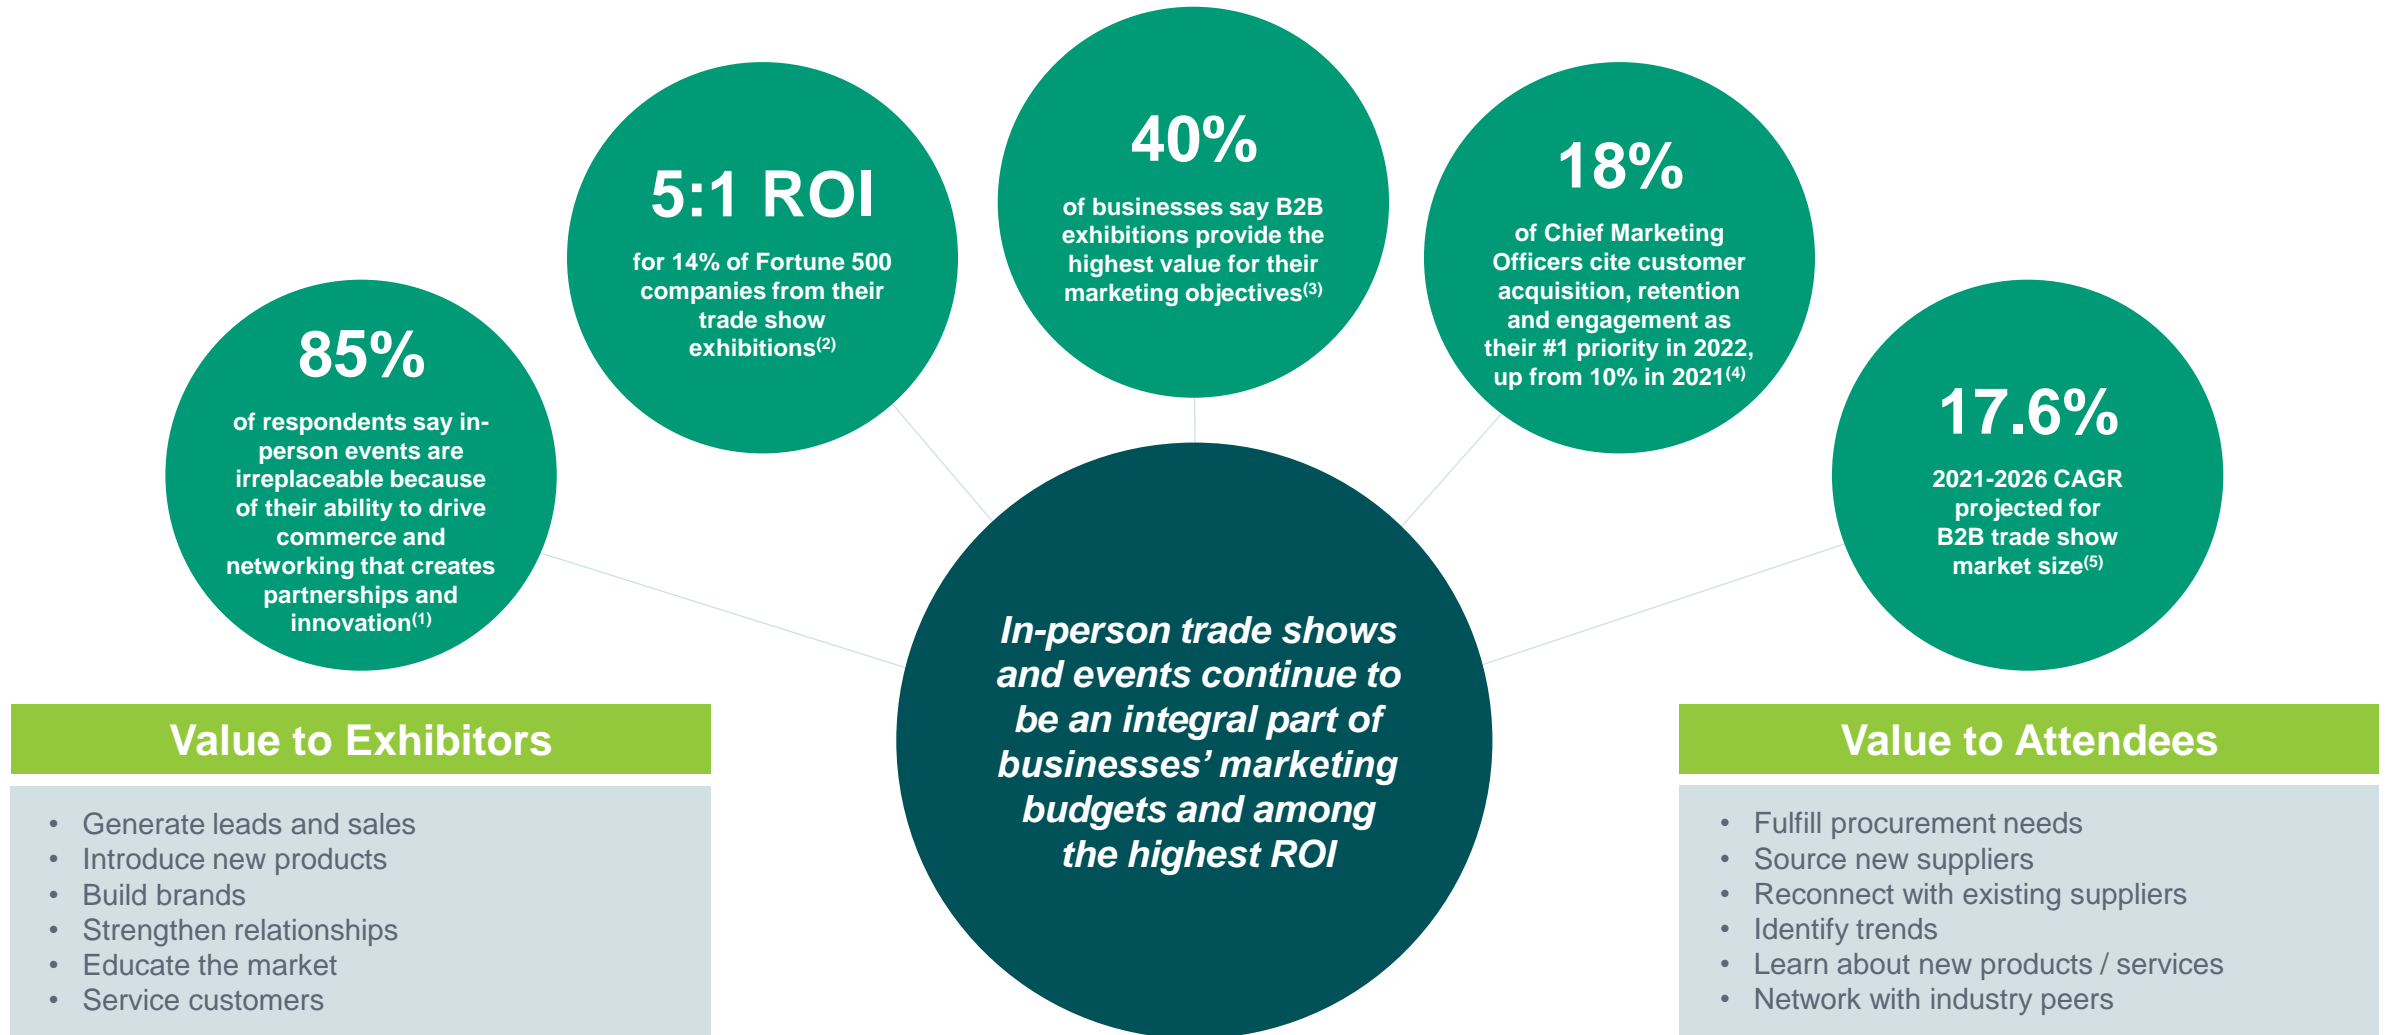 85%
of respondents say in-
person events are
irreplaceable because
of their ability to drive
commerce and
networking that creates
partnerships and
innovation(1)
5:1 ROI
for 14% of Fortune 500
companies from their
trade show
exhibitions(2)
40%
of businesses say B2B
exhibitions provide the
highest value for their
marketing objectives(3)
18%
of Chief Marketing
Officers cite customer
acquisition, retention
and engagement as
their #1 priority in 2022,
up from 10% in 2021(4)
17.6%
2021-2026 CAGR
projected for
B2B trade show
market size(5)
In-person trade shows
and events continue to
be an integral part of
businesses’ marketing
budgets and among
the highest ROI
Value to Exhibitors
• Generate leads and sales
• Introduce new products
• Build brands
• Strengthen relationships
• Educate the market
• Service customers
Value to Attendees
• Fulfill procurement needs
• Source new suppliers
• Reconnect with existing suppliers
• Identify trends
• Learn about new products / services
• Network with industry peers